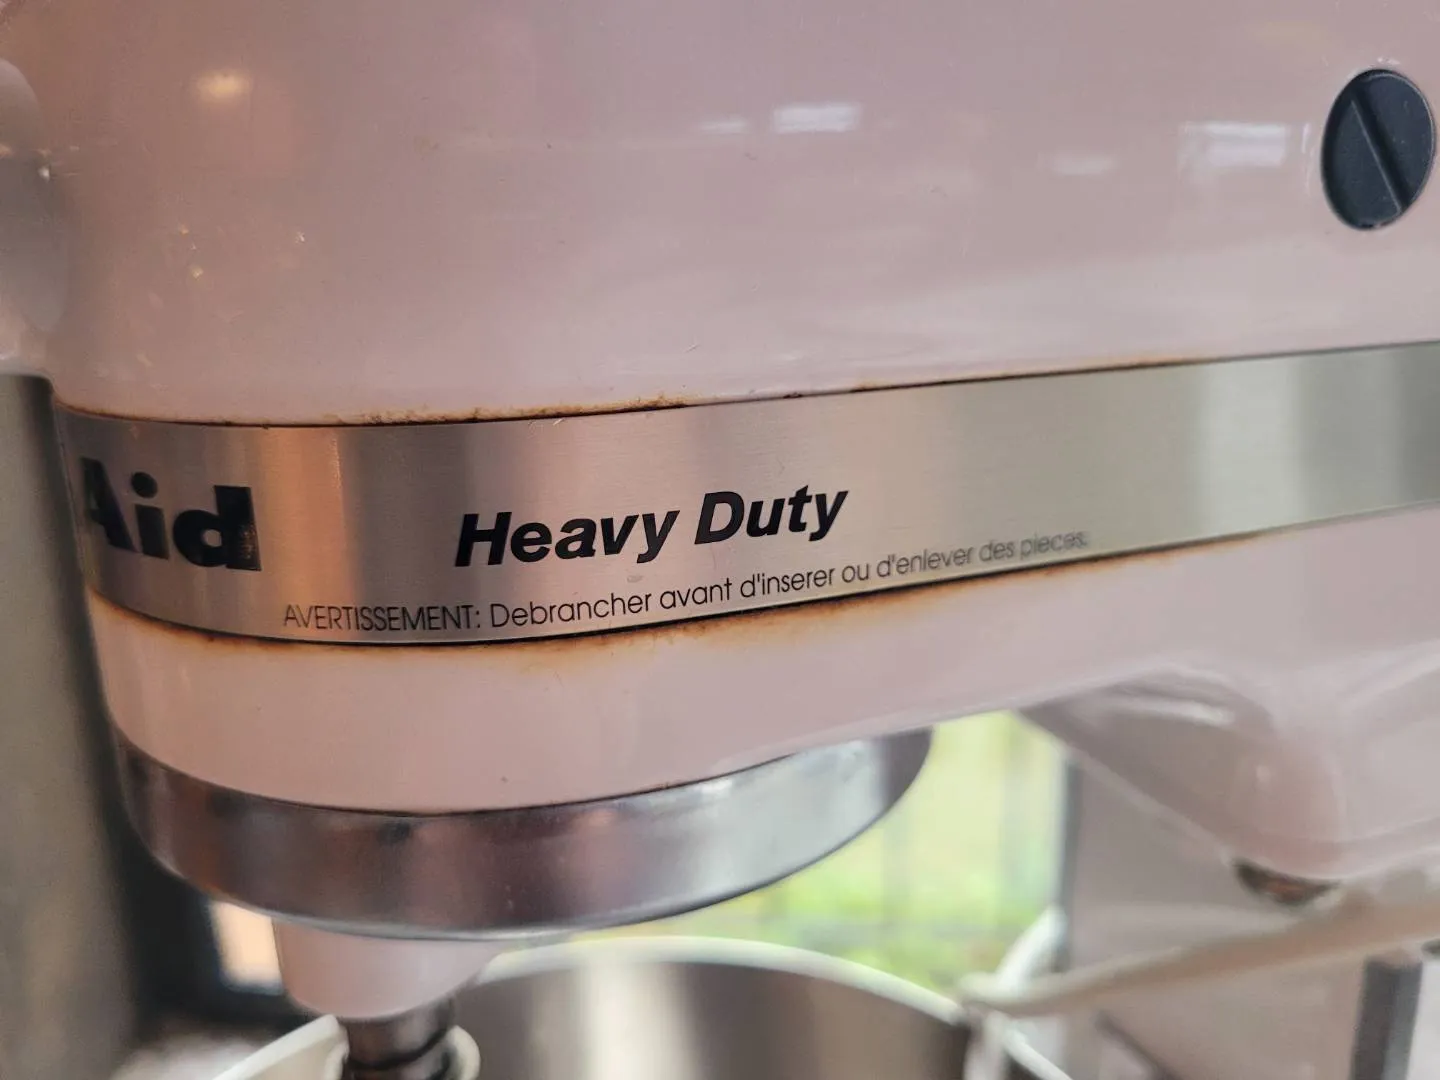 Aid
Heavy Duty
AVERTISSEMENT: Debrancher avant d'inserer ou d'enlever des pieces.